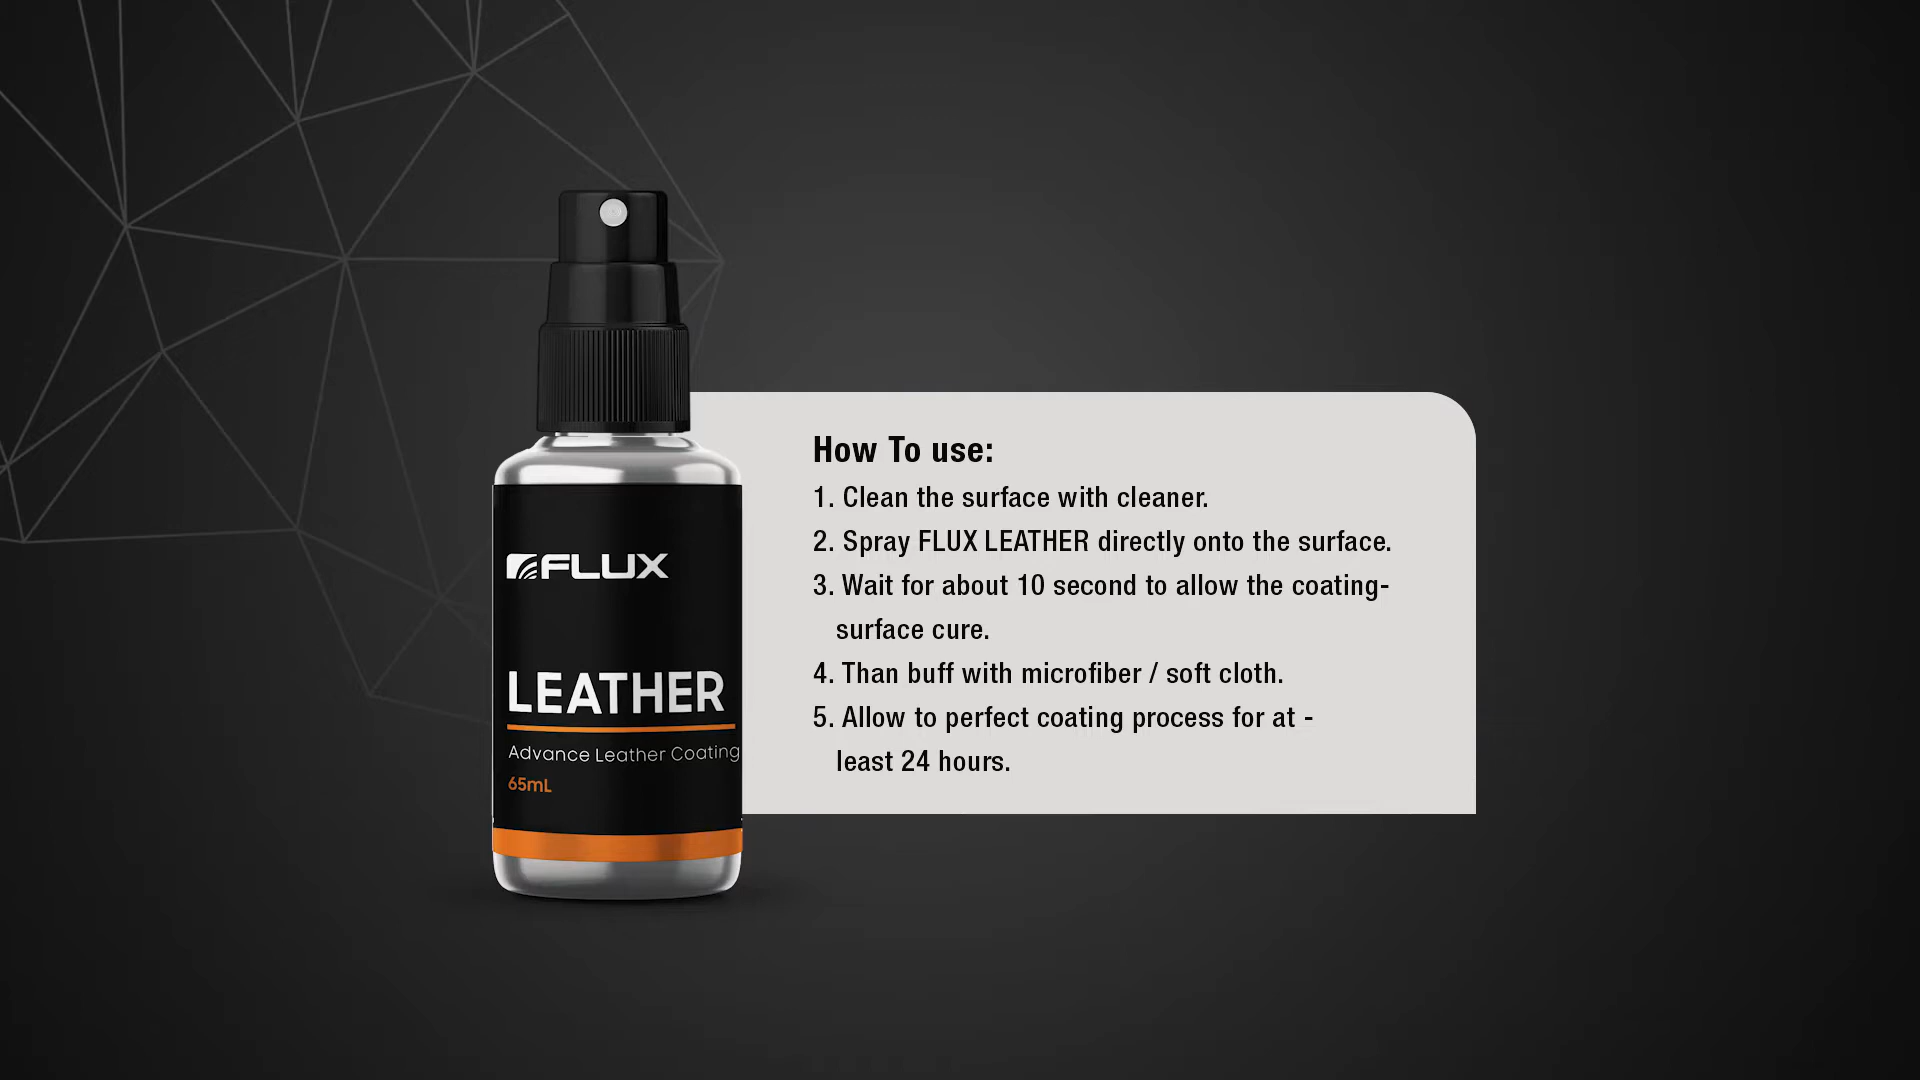 FLUX
LEATHER
Advance Leather Coating
65mL
How To use:
1. Clean the surface with cleaner.
2. Spray FLUX LEATHER directly onto the surface.
3. Wait for about 10 second to allow the coating-
surface cure.
4. Than buff with microfiber / soft cloth.
5. Allow to perfect coating process for at -
least 24 hours.